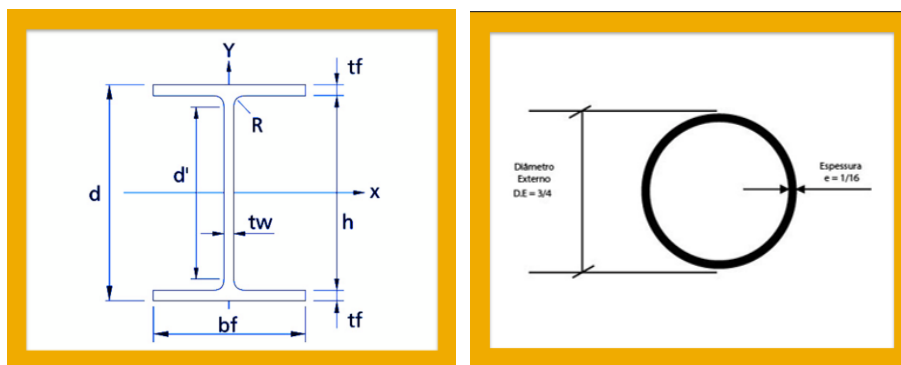 Y
tf
R
d
d'
x
tw
h
bf
tf
Diâmetro
Externo
D.E = 3/4
Espessura
e = 1/16